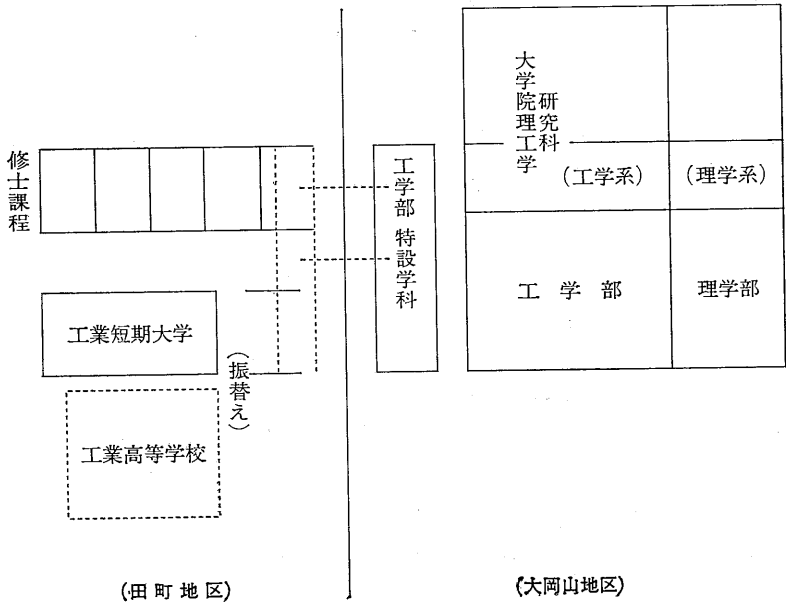 修士課程
工業短期大学
(振替え)
工業高等学校
(田町地区)
工学部 特設学科
大学院理工学
研究科
(工学系)
(理学系)
工学部
理学部
(大岡山地区)